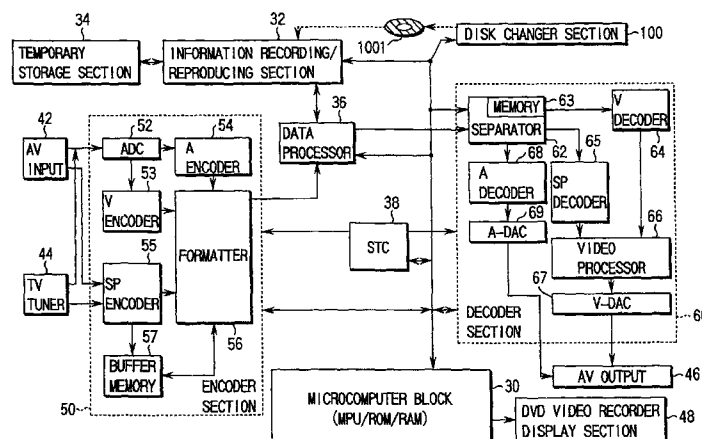 34
TEMPORARY
STORAGE SECTION
32
INFORMATION RECORDING/
REPRODUCING SECTION
1001
DISK CHANGER SECTION
100
42
AV
INPUT
52
ADC
54
A
ENCODER
53
V
ENCODER
44
TV
TUNER
55
SP
ENCODER
FORMATTER
56
57
BUFFER
MEMORY
50
ENCODER
SECTION
36
DATA
PROCESSOR
38
STC
MEMORY
SEPARATOR
63
62
V
DECODER
64
68
A
DECODER
65
SP
DECODER
69
A-DAC
66
VIDEO
PROCESSOR
67
V-DAC
DECODER
SECTION
AV OUTPUT
46
30
MICROCOMPUTER BLOCK
(MPU/ROM/RAM)
DVD VIDEO RECORDER
DISPLAY SECTION
48